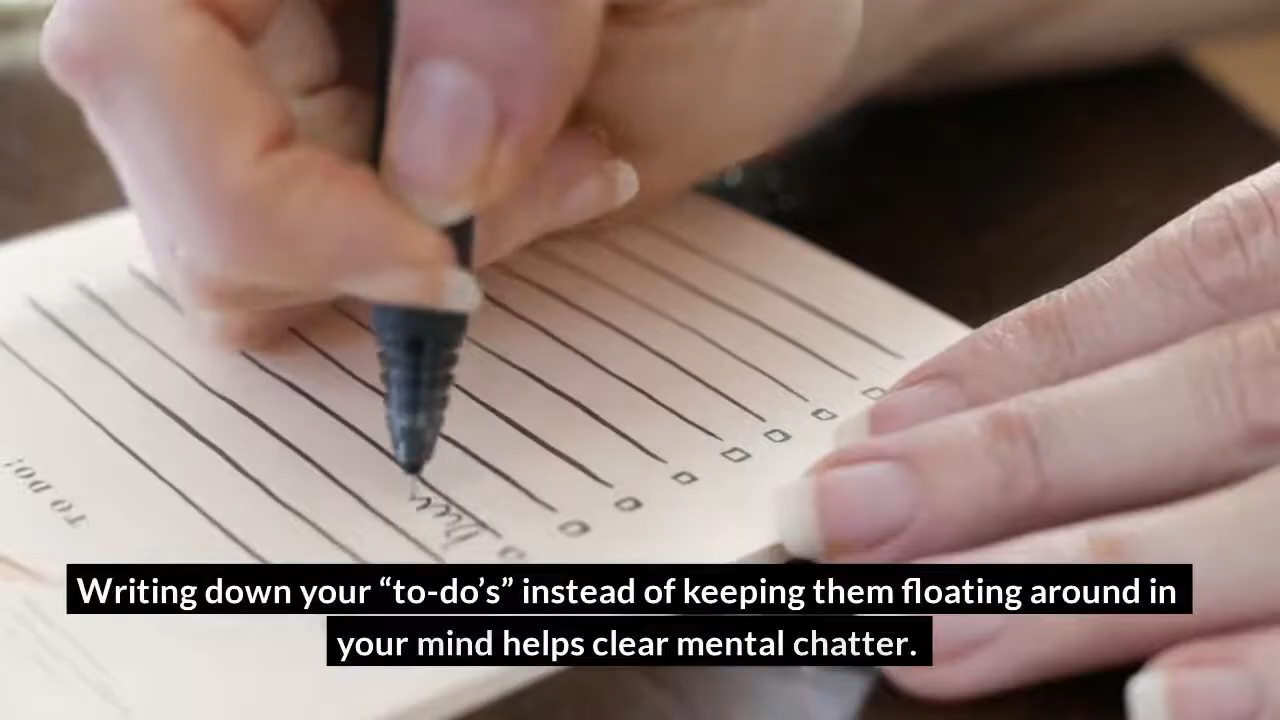 TO DO:
Writing down your “to-do’s” instead of keeping them floating around in
your mind helps clear mental chatter.